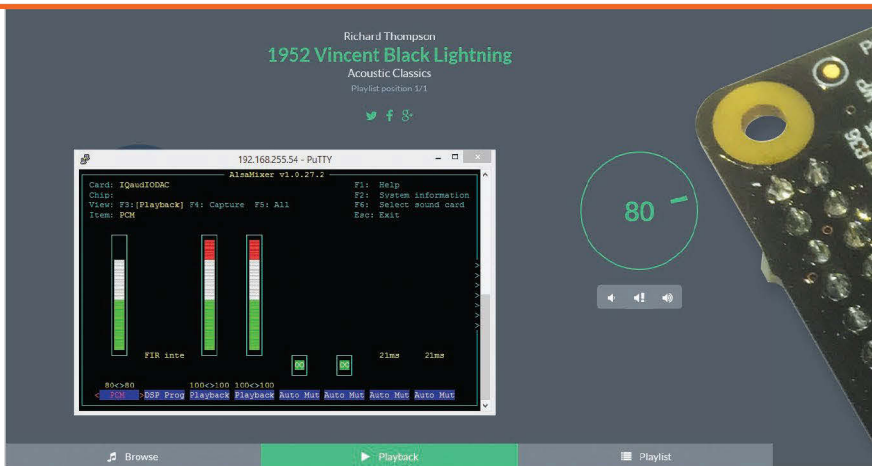 Richard Thompson
1952 Vincent Black Lightning
Acoustic Classics
Playlist position 1/1
192.168.255.54 - PuTTY
AlsaMixer v1.0.27.2
Card: IQaudIODAC F1: Help
Chip: F2: System information
View: F3:[Playback] F4: Capture F5: All F6: Select sound card
Item: PCM Esc: Exit
FIR inte 21ms 21ms
80<>80 100<>100 100<>100
< PCM >DSP Prog Playback Playback Auto Mut Auto Mut Auto Mut Auto Mut
80
Browse Playback Playlist